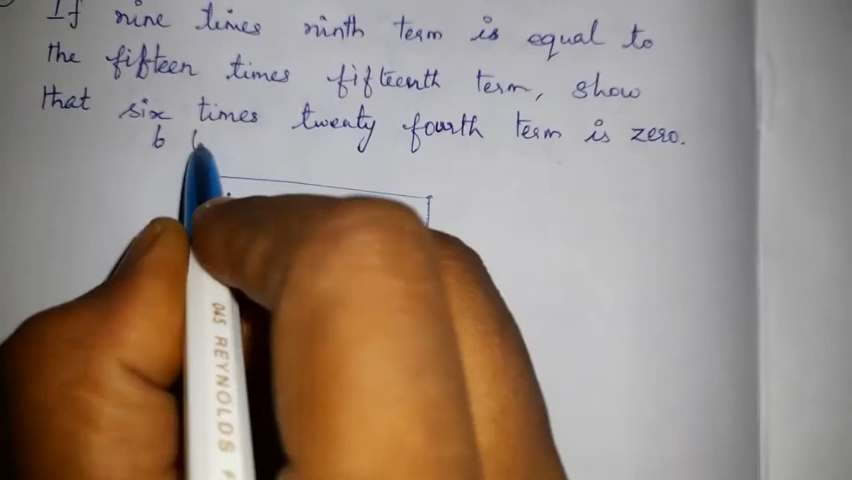 If nine times ninth term is equal to
the fifteen times fifteenth term, show
that six times twenty fourth term is zero.
6 (
045 REYNOLDS